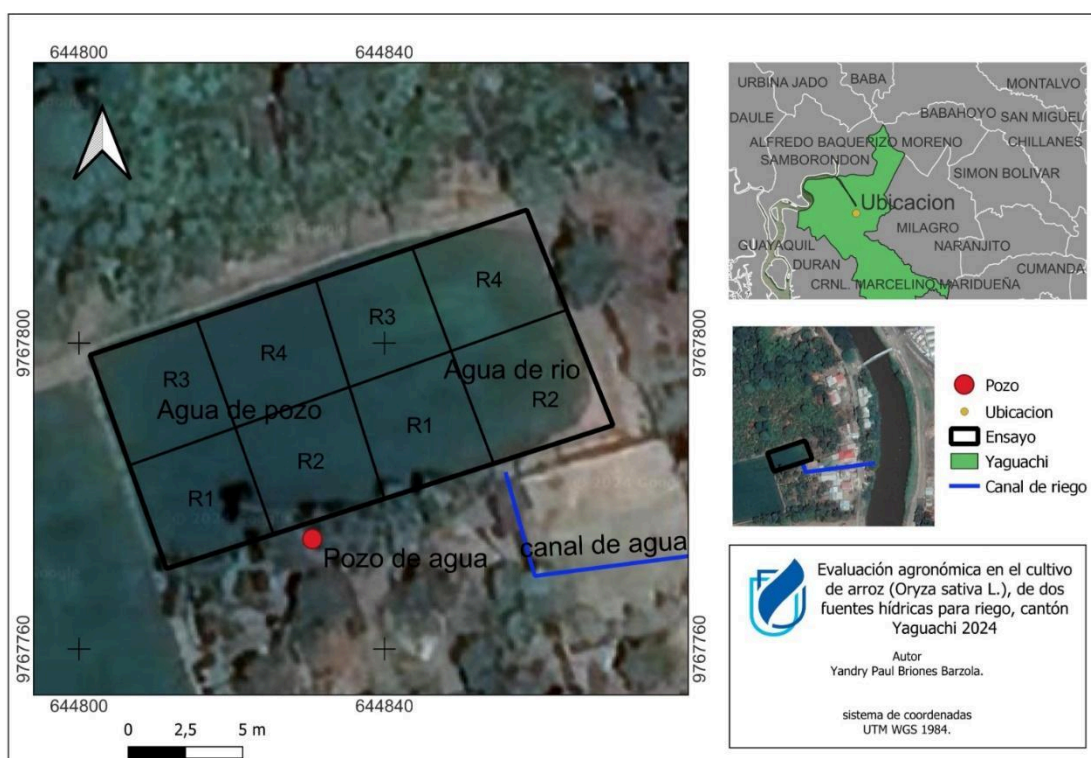 644800
644840
9767800
9767800
R4
R3
R4
R3
Agua de rio
Agua de pozo
R2
R1
R2
R1
Pozo de agua
canal de agua
9767760
9767760
644800
644840
0
2,5
5 m
URBINA JADO
BABA
MONTALVO
DAULE
BABAHOYO
SAN MIGUEL
ALFREDO BAQUERIZO MORENO
CHILLANES
SAMBORONDON
SIMON BOLIVAR
Ubicacion
MILAGRO
GUAYAQUIL
NARANJITO
DURAN
CUMANDA
CRNL. MARCELINO MARIDUEÑA
Pozo
Ubicacion
Ensayo
Yaguachi
Canal de riego
Evaluación agronómica en el cultivo
de arroz (Oryza sativa L.), de dos
fuentes hídricas para riego, cantón
Yaguachi 2024
Autor
Yandry Paul Briones Barzola.
sistema de coordenadas
UTM WGS 1984.